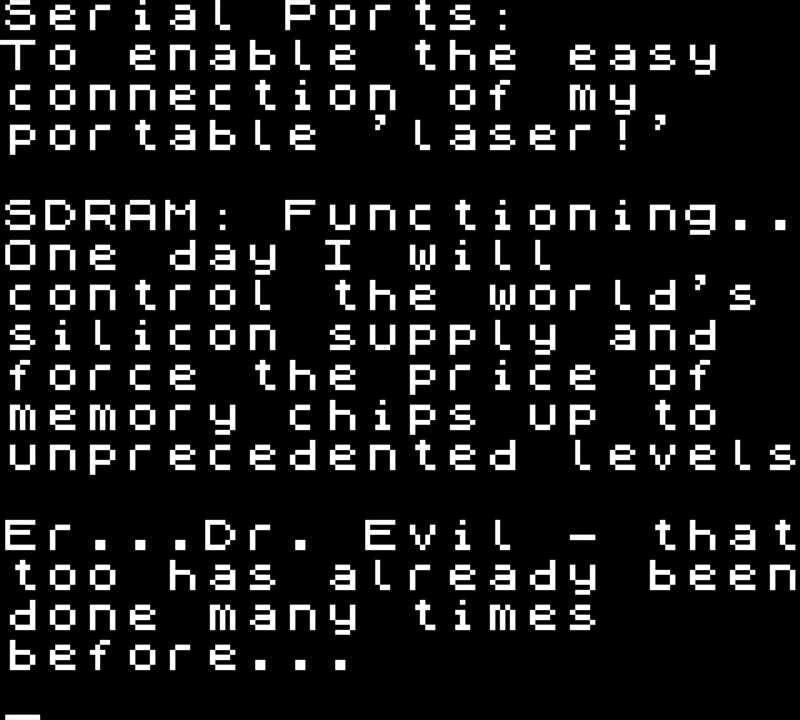 Serial Ports:
To enable the easy
connection of my
portable 'laser!'
SDRAM: Functioning..
One day I will
control the world's
silicon supply and
force the price of
memory chips up to
unprecedented levels
Er...Dr. Evil - that
too has already been
done many times
before...